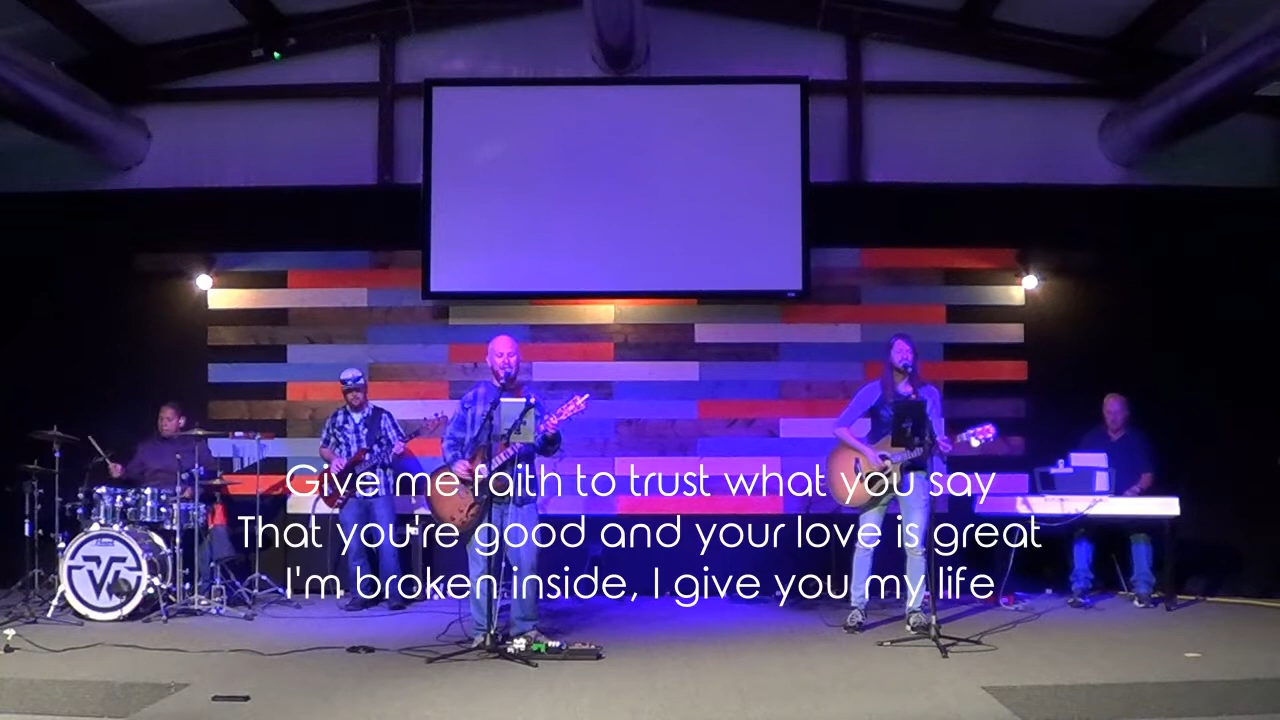 Give me faith to trust what you say
That you're good and your love is great
I'm broken inside, I give you my life